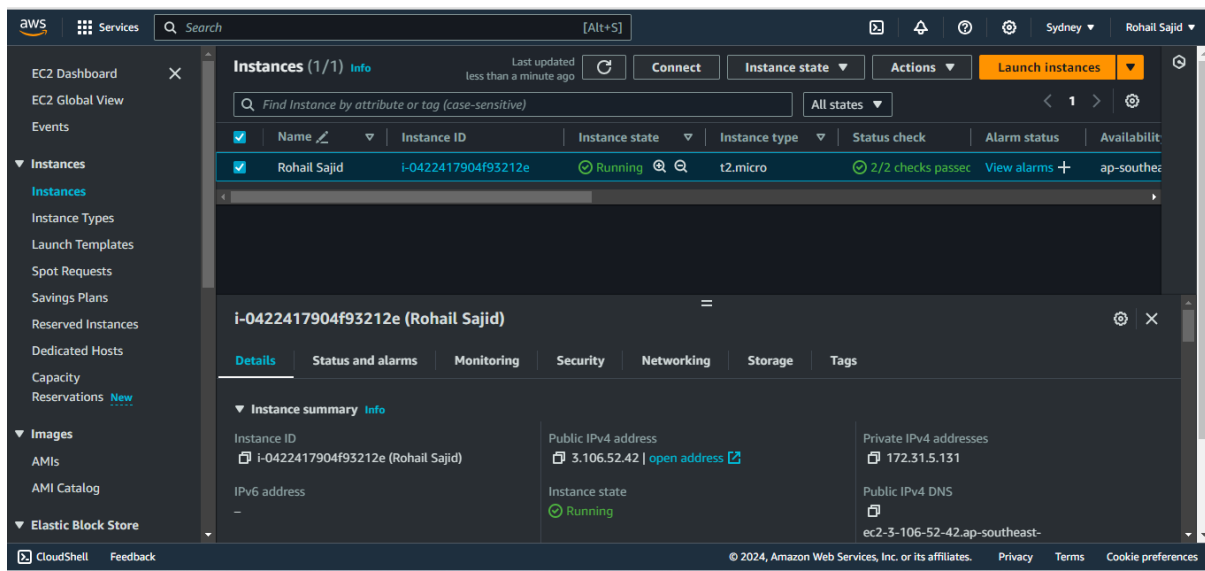 aws Services Search [Alt+S] Sydney ▼ Rohail Sajid ▼
EC2 Dashboard
EC2 Global View
Events
▼ Instances
Instances
Instance Types
Launch Templates
Spot Requests
Savings Plans
Reserved Instances
Dedicated Hosts
Capacity
Reservations New
▼ Images
AMIs
AMI Catalog
▼ Elastic Block Store
Instances (1/1) Info
Last updated
less than a minute ago
Connect Instance state ▼ Actions ▼ Launch instances ▼
Find Instance by attribute or tag (case-sensitive) All states ▼ 1
Name Instance ID Instance state Instance type Status check Alarm status Availabilit
Rohail Sajid i-0422417904f93212e Running t2.micro 2/2 checks passec View alarms + ap-southea
i-0422417904f93212e (Rohail Sajid)
Details Status and alarms Monitoring Security Networking Storage Tags
▼ Instance summary Info
Instance ID
i-0422417904f93212e (Rohail Sajid)
Public IPv4 address
3.106.52.42 | open address
Private IPv4 addresses
172.31.5.131
IPv6 address
–
Instance state
Running
Public IPv4 DNS
ec2-3-106-52-42.ap-southeast-
CloudShell Feedback © 2024, Amazon Web Services, Inc. or its affiliates. Privacy Terms Cookie preferences